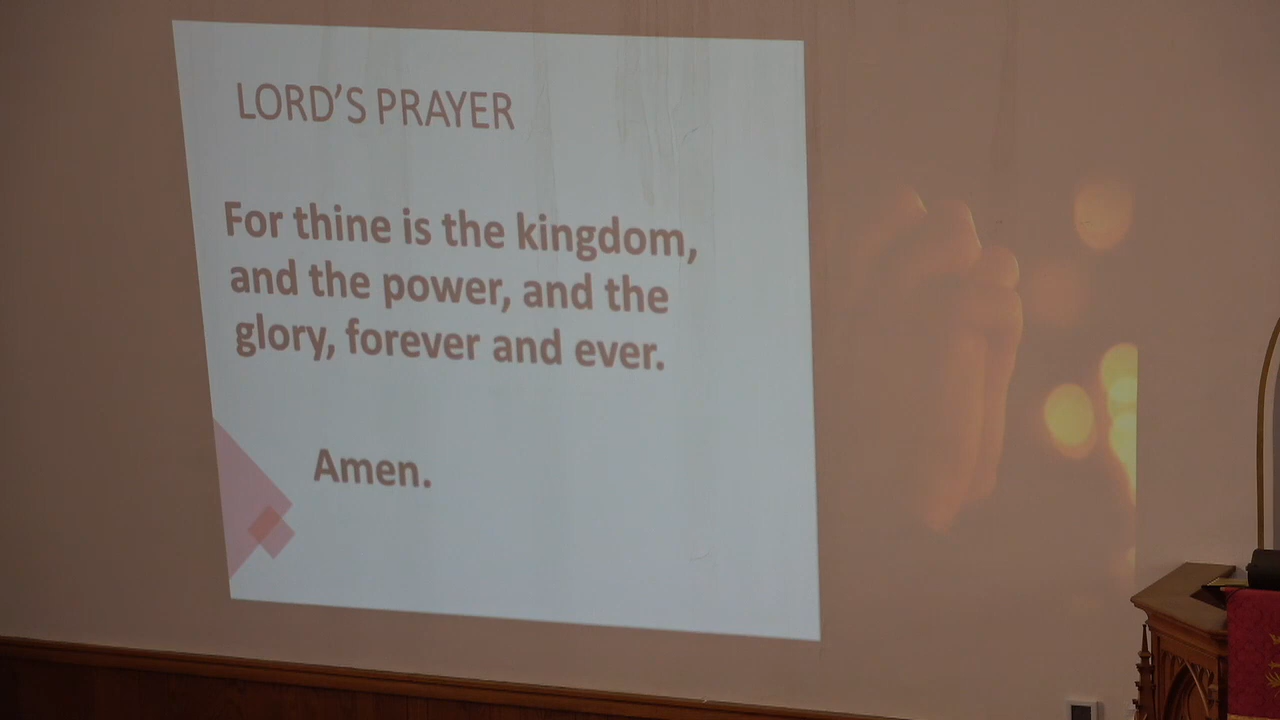 LORD'S PRAYER
For thine is the kingdom,
and the power, and the
glory, forever and ever.
Amen.